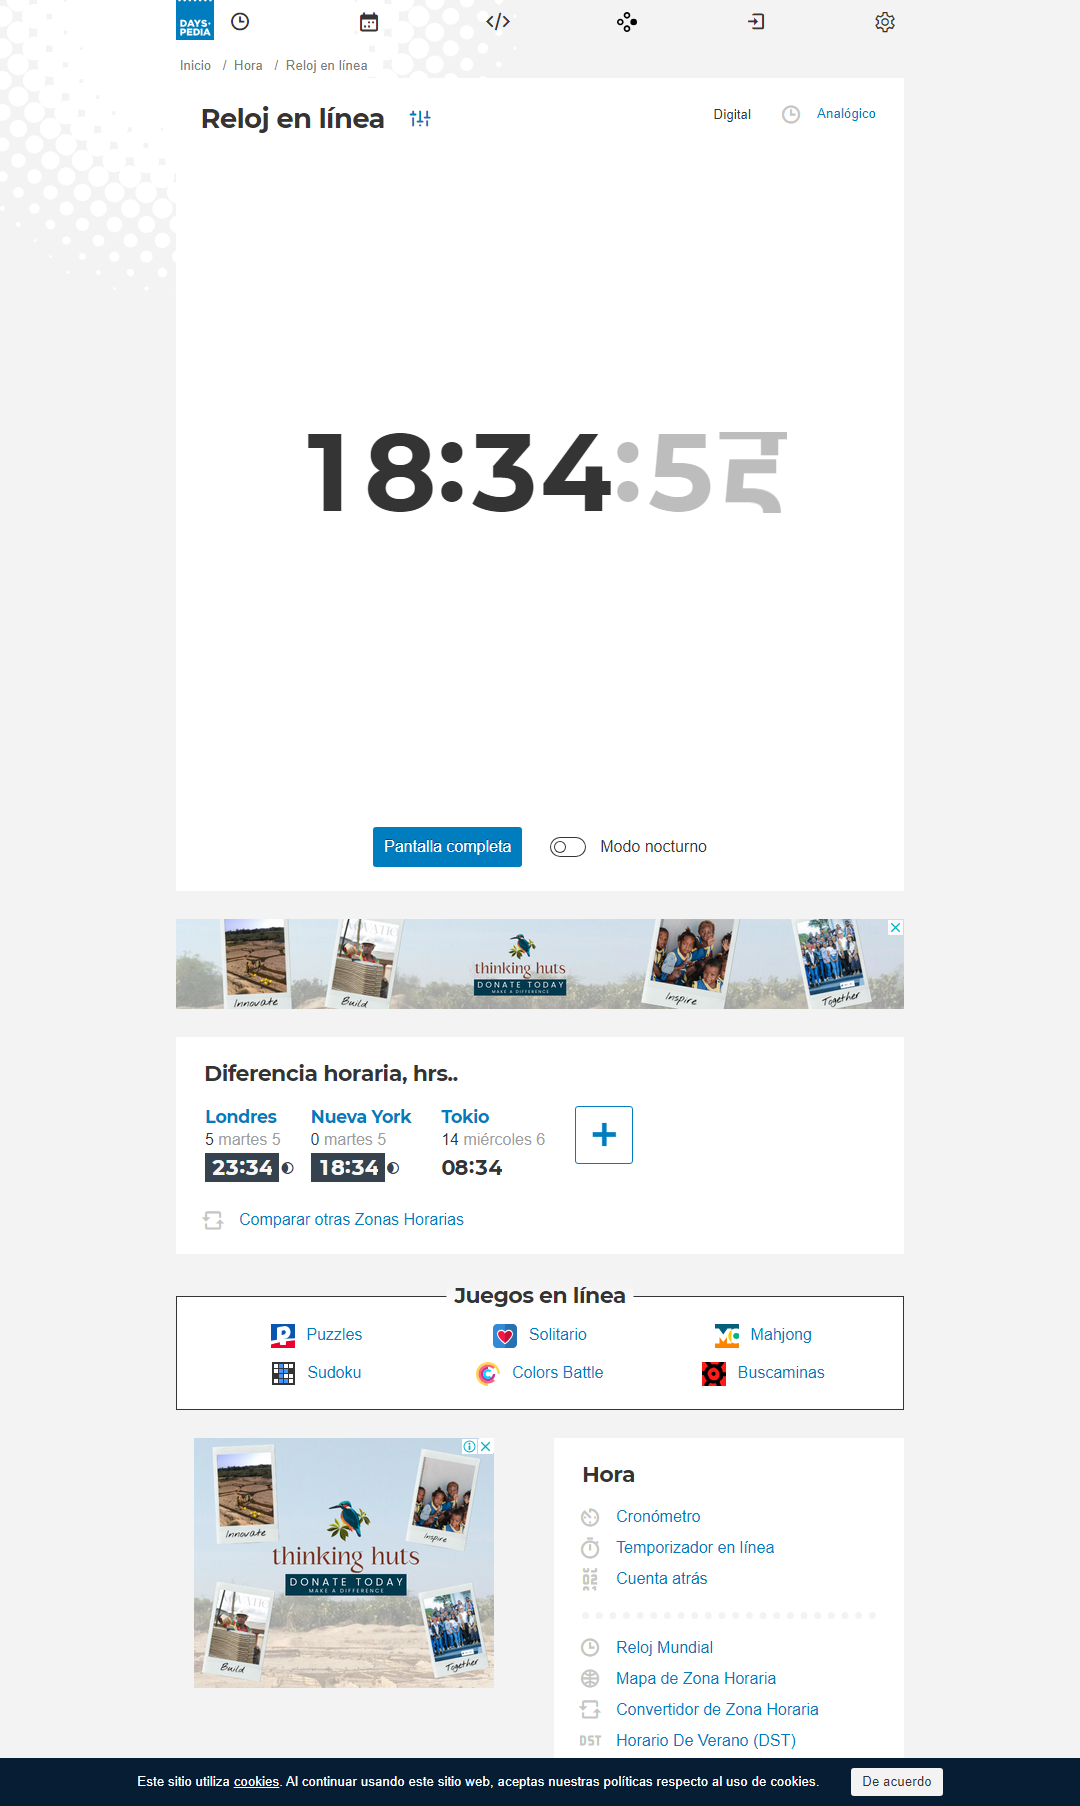 DAYS·
PEDIA
Inicio / Hora / Reloj en línea
Reloj en línea
Digital
Analógico
18:34:55
Pantalla completa
Modo nocturno
Innovate
Build
thinking huts
DONATE TODAY
MAKE A DIFFERENCE
Inspire
Together
Diferencia horaria, hrs..
Londres
5 martes 5
23:34
Nueva York
0 martes 5
18:34
Tokio
14 miércoles 6
08:34
+
Comparar otras Zonas Horarias
Juegos en línea
Puzzles
Solitario
Mahjong
Sudoku
Colors Battle
Buscaminas
Innovate
Inspire
thinking huts
DONATE TODAY
MAKE A DIFFERENCE
Build
Together
Hora
Cronómetro
Temporizador en línea
Cuenta atrás
Reloj Mundial
Mapa de Zona Horaria
Convertidor de Zona Horaria
DST Horario De Verano (DST)
Este sitio utiliza cookies. Al continuar usando este sitio web, aceptas nuestras políticas respecto al uso de cookies.
De acuerdo